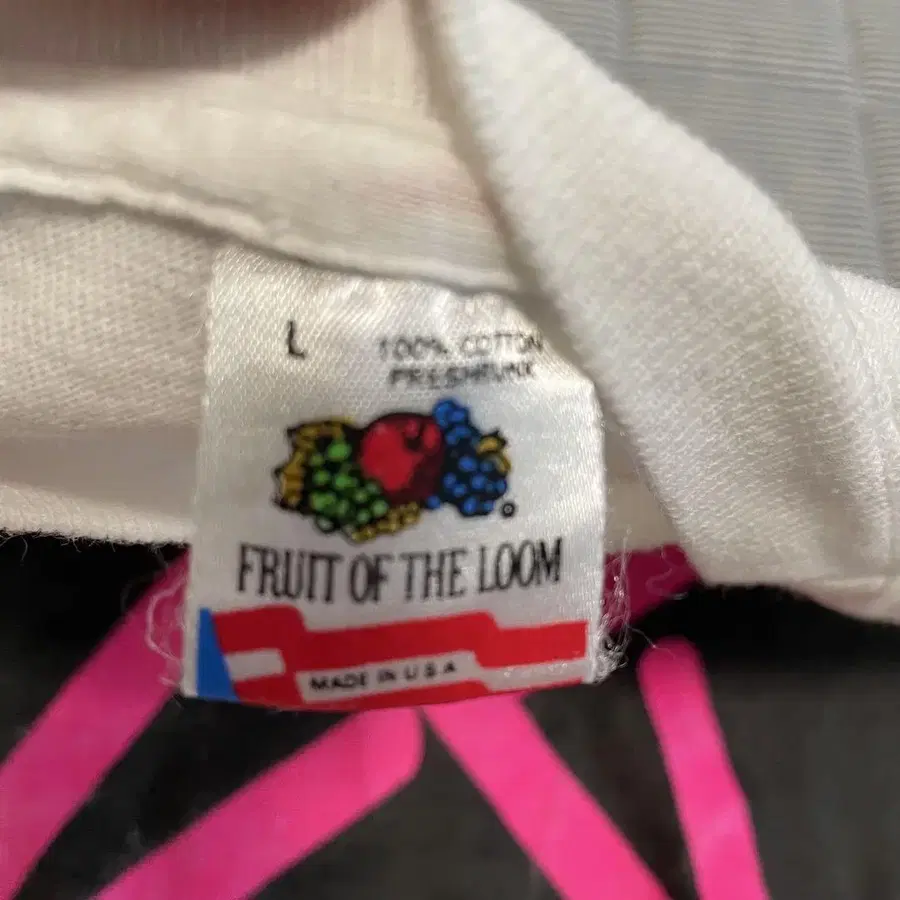 L
100% COTTON
PRESHRUNK
FRUIT OF THE LOOM
MADE IN U S A